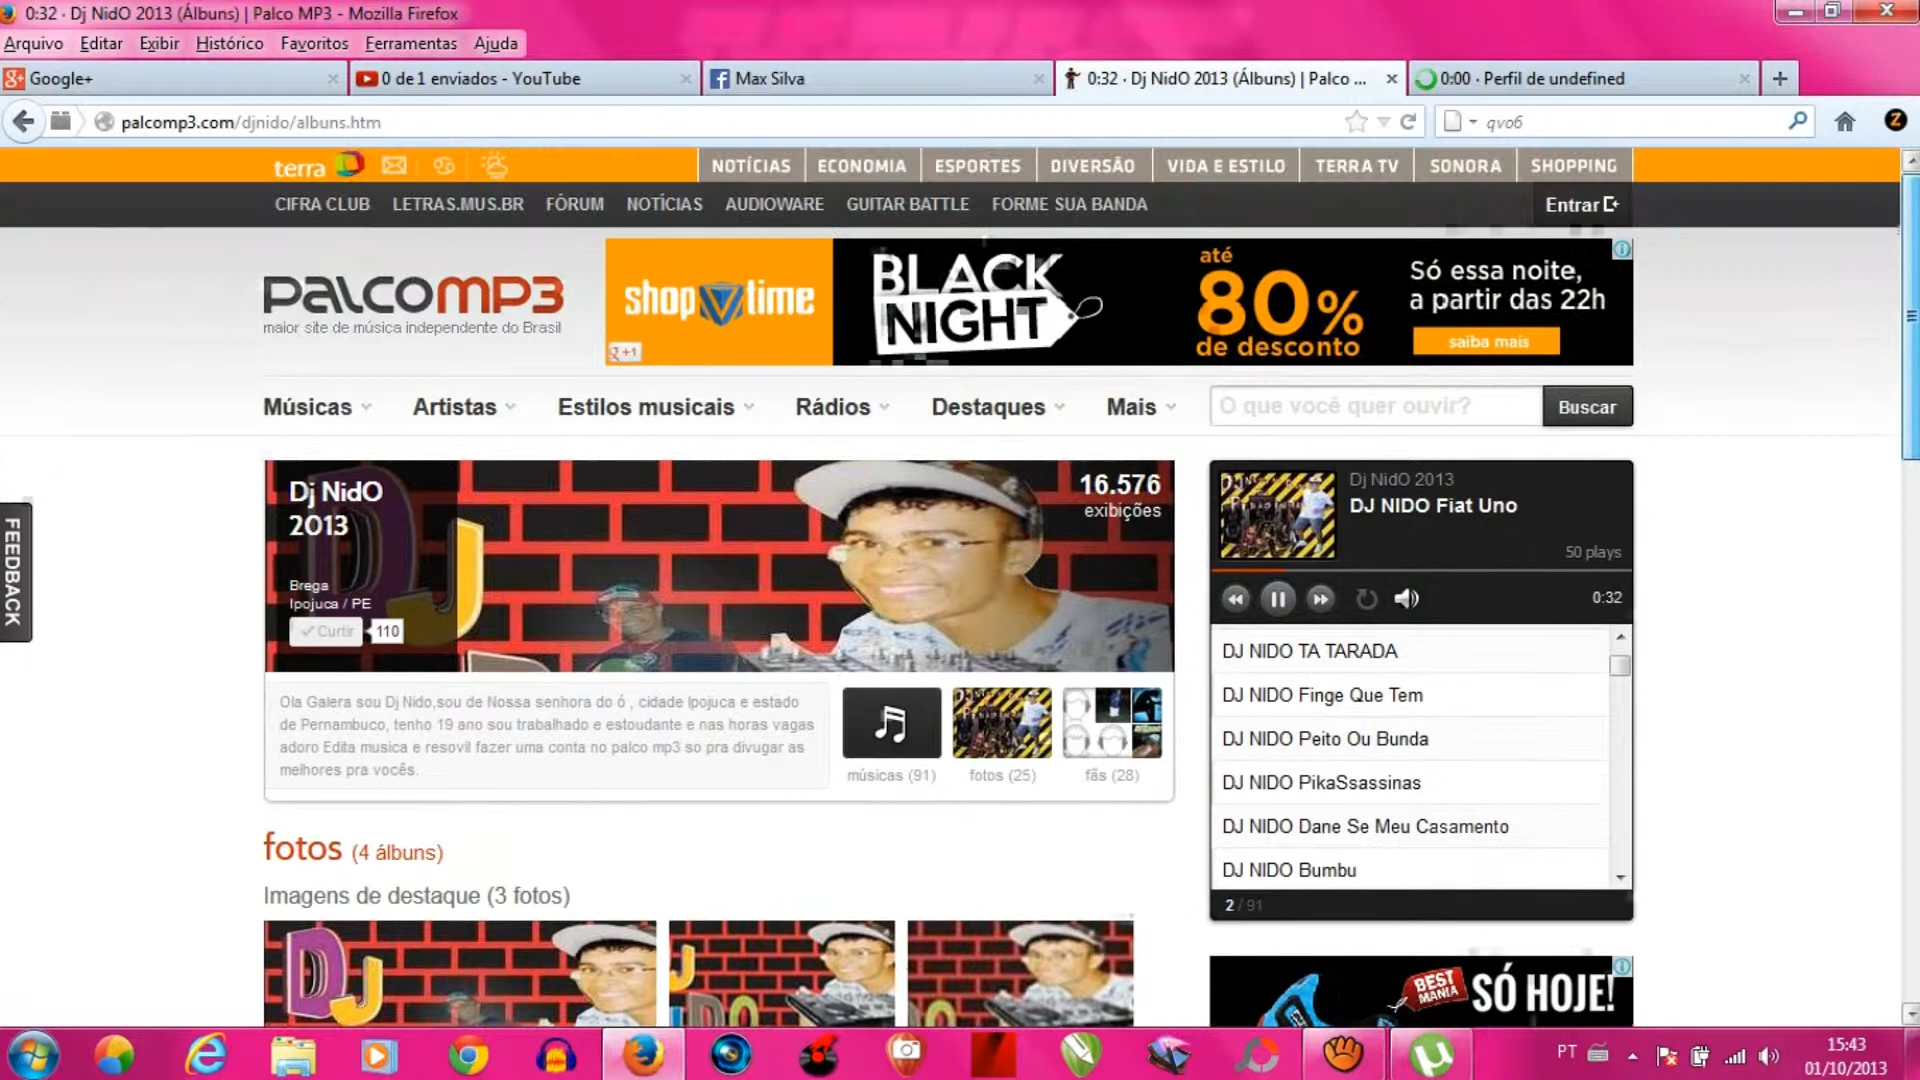 0:32 · Dj NidO 2013 (Álbuns) | Palco MP3 - Mozilla Firefox
Arquivo Editar Exibir Histórico Favoritos Ferramentas Ajuda
Google+
0 de 1 enviados - YouTube
Max Silva
0:32 · Dj NidO 2013 (Álbuns) | Palco ...
0:00 · Perfil de undefined
palcomp3.com/djnido/albuns.htm
qvo6
terra
NOTÍCIAS ECONOMIA ESPORTES DIVERSÃO VIDA E ESTILO TERRA TV SONORA SHOPPING
CIFRA CLUB LETRAS.MUS.BR FÓRUM NOTÍCIAS AUDIOWARE GUITAR BATTLE FORME SUA BANDA
Entrar
PALCOMP3
maior site de música independente do Brasil
shoptime
+1
BLACK
NIGHT
até
80%
de desconto
Só essa noite,
a partir das 22h
saiba mais
Músicas Artistas Estilos musicais Rádios Destaques Mais
O que você quer ouvir?
Buscar
FEEDBACK
Dj NidO
2013
16.576
exibições
Brega
Ipojuca / PE
Curtir 110
Ola Galera sou Dj Nido,sou de Nossa senhora do ó , cidade Ipojuca e estado
de Pernambuco, tenho 19 ano sou trabalhado e estoudante e nas horas vagas
adoro Edita musica e resovil fazer uma conta no palco mp3 so pra divugar as
melhores pra vocês.
músicas (91)
fotos (25)
fãs (28)
Dj NidO 2013
DJ NIDO Fiat Uno
50 plays
0:32
DJ NIDO TA TARADA
DJ NIDO Finge Que Tem
DJ NIDO Peito Ou Bunda
DJ NIDO PikaSsassinas
DJ NIDO Dane Se Meu Casamento
DJ NIDO Bumbu
2 / 91
fotos (4 álbuns)
Imagens de destaque (3 fotos)
DJ
BEST
MANIA
SÓ HOJE!
PT
15:43
01/10/2013